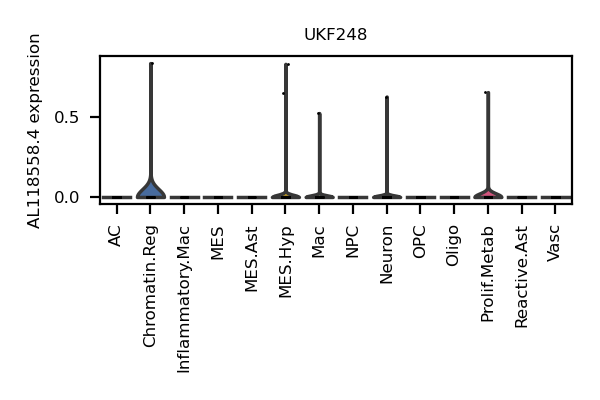 UKF248
AL118558.4 expression
0.5
0.0
AC
Chromatin.Reg
Inflammatory.Mac
MES
MES.Ast
MES.Hyp
Mac
NPC
Neuron
OPC
Oligo
Prolif.Metab
Reactive.Ast
Vasc